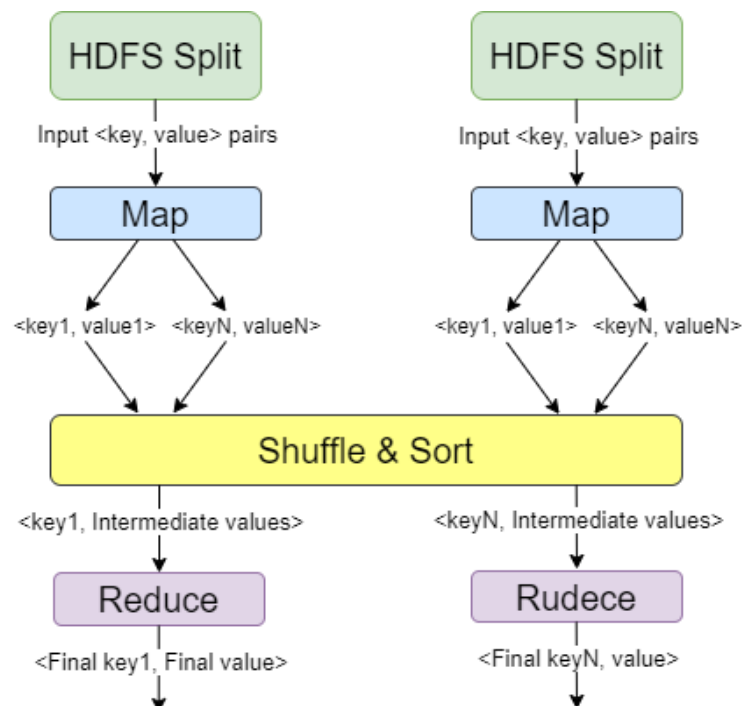 HDFS Split
HDFS Split
Input <key, value> pairs
Input <key, value> pairs
Map
Map
<key1, value1>
<keyN, valueN>
<key1, value1>
<keyN, valueN>
Shuffle & Sort
<key1, Intermediate values>
<keyN, Intermediate values>
Reduce
Rudece
<Final key1, Final value>
<Final keyN, value>